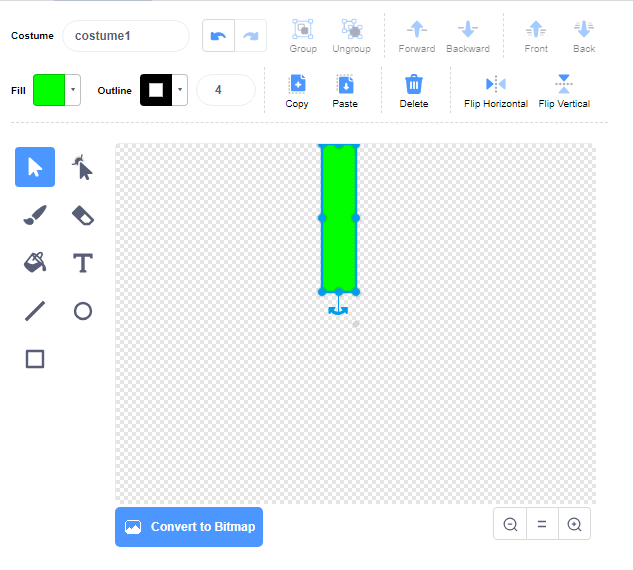 Costume costume1
Group Ungroup Forward Backward Front Back
Fill Outline 4
Copy Paste Delete Flip Horizontal Flip Vertical
Convert to Bitmap